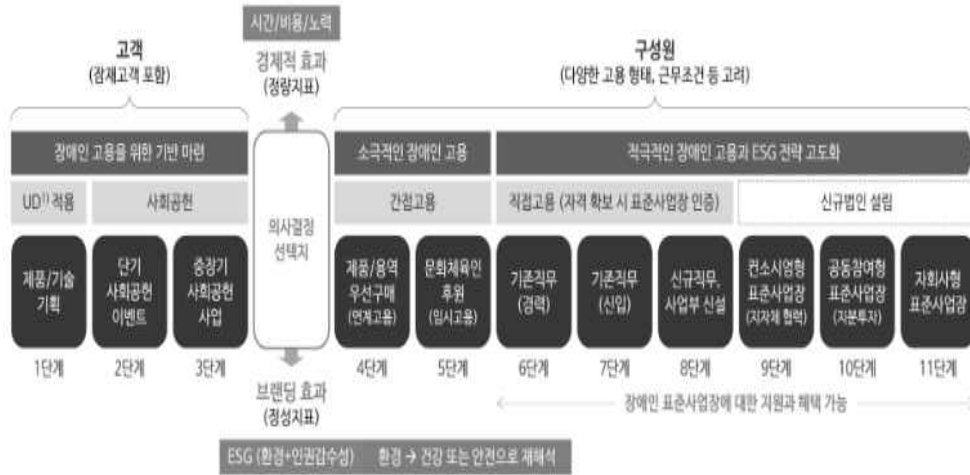 시간/비용/노력
고객
(잠재고객 포함)
경제적 효과
(정량지표)
구성원
(다양한 고용 형태, 근무조건 등 고려)
장애인 고용을 위한 기반 마련
소극적인 장애인 고용
적극적인 장애인 고용과 ESG 전략 고도화
UD1) 적용
사회공헌
의사결정
선택지
간접고용
직접고용 (자격 확보 시 표준사업장 인증)
신규법인 설립
제품/기술
기획
단기
사회공헌
이벤트
중장기
사회공헌
사업
제품/용역
우선구매
(연계고용)
문화체육인
후원
(임시고용)
기존직무
(경력)
기존직무
(신입)
신규직무,
사업부 신설
컨소시엄형
표준사업장
(지자체 협력)
공동참여형
표준사업장
(지분투자)
자회사형
표준사업장
1단계
2단계
3단계
4단계
5단계
6단계
7단계
8단계
9단계
10단계
11단계
브랜딩 효과
(정성지표)
장애인 표준사업장에 대한 지원과 혜택 가능
ESG (환경+인권감수성) 환경 → 건강 또는 안전으로 재해석